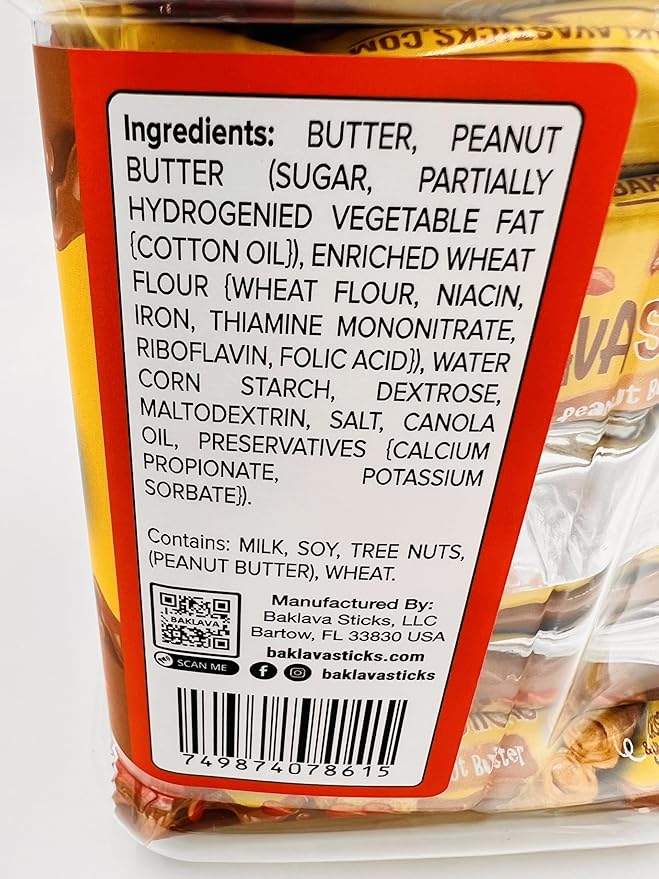 BAKLAVASTICKS.COM
Ingredients: BUTTER, PEANUT
BUTTER (SUGAR, PARTIALLY
HYDROGENIED VEGETABLE FAT
{COTTON OIL}), ENRICHED WHEAT
FLOUR {WHEAT FLOUR, NIACIN,
IRON, THIAMINE MONONITRATE,
RIBOFLAVIN, FOLIC ACID}), WATER
CORN STARCH, DEXTROSE,
MALTODEXTRIN, SALT, CANOLA
OIL, PRESERVATIVES {CALCIUM
PROPIONATE, POTASSIUM
SORBATE}).
Contains: MILK, SOY, TREE NUTS,
(PEANUT BUTTER), WHEAT.
BAKLAVA
SCAN ME
Manufactured By:
Baklava Sticks, LLC
Bartow, FL 33830 USA
baklavasticks.com
baklavasticks
749874078615
Peanut